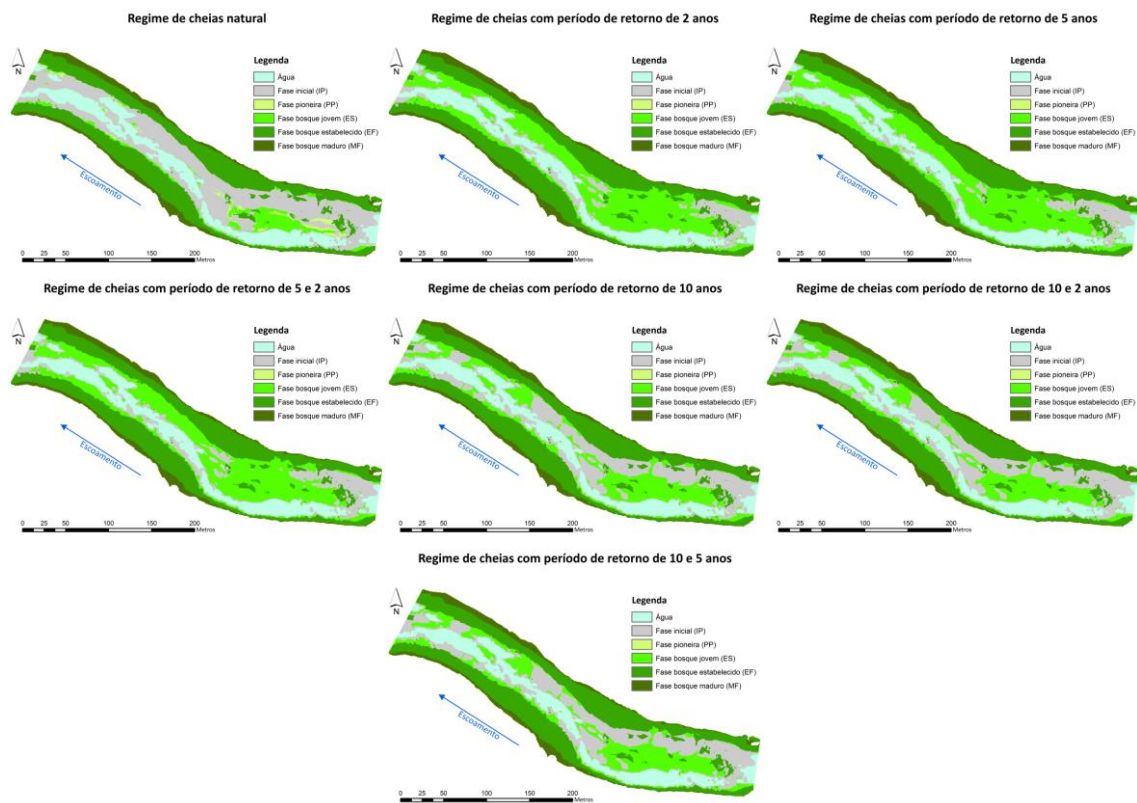 Regime de cheias natural
N
Legenda
Água
Fase inicial (IP)
Fase pioneira (PP)
Fase bosque jovem (ES)
Fase bosque estabelecido (EF)
Fase bosque maduro (MF)
Escoamento
0 25 50 100 150 200
Metros
Regime de cheias com período de retorno de 2 anos
N
Legenda
Água
Fase inicial (IP)
Fase pioneira (PP)
Fase bosque jovem (ES)
Fase bosque estabelecido (EF)
Fase bosque maduro (MF)
Escoamento
0 25 50 100 150 200
Metros
Regime de cheias com período de retorno de 5 anos
N
Legenda
Água
Fase inicial (IP)
Fase pioneira (PP)
Fase bosque jovem (ES)
Fase bosque estabelecido (EF)
Fase bosque maduro (MF)
Escoamento
0 25 50 100 150 200
Metros
Regime de cheias com período de retorno de 5 e 2 anos
N
Legenda
Água
Fase inicial (IP)
Fase pioneira (PP)
Fase bosque jovem (ES)
Fase bosque estabelecido (EF)
Fase bosque maduro (MF)
Escoamento
0 25 50 100 150 200
Metros
Regime de cheias com período de retorno de 10 anos
N
Legenda
Água
Fase inicial (IP)
Fase pioneira (PP)
Fase bosque jovem (ES)
Fase bosque estabelecido (EF)
Fase bosque maduro (MF)
Escoamento
0 25 50 100 150 200
Metros
Regime de cheias com período de retorno de 10 e 2 anos
N
Legenda
Água
Fase inicial (IP)
Fase pioneira (PP)
Fase bosque jovem (ES)
Fase bosque estabelecido (EF)
Fase bosque maduro (MF)
Escoamento
0 25 50 100 150 200
Metros
Regime de cheias com período de retorno de 10 e 5 anos
N
Legenda
Água
Fase inicial (IP)
Fase pioneira (PP)
Fase bosque jovem (ES)
Fase bosque estabelecido (EF)
Fase bosque maduro (MF)
Escoamento
0 25 50 100 150 200
Metros